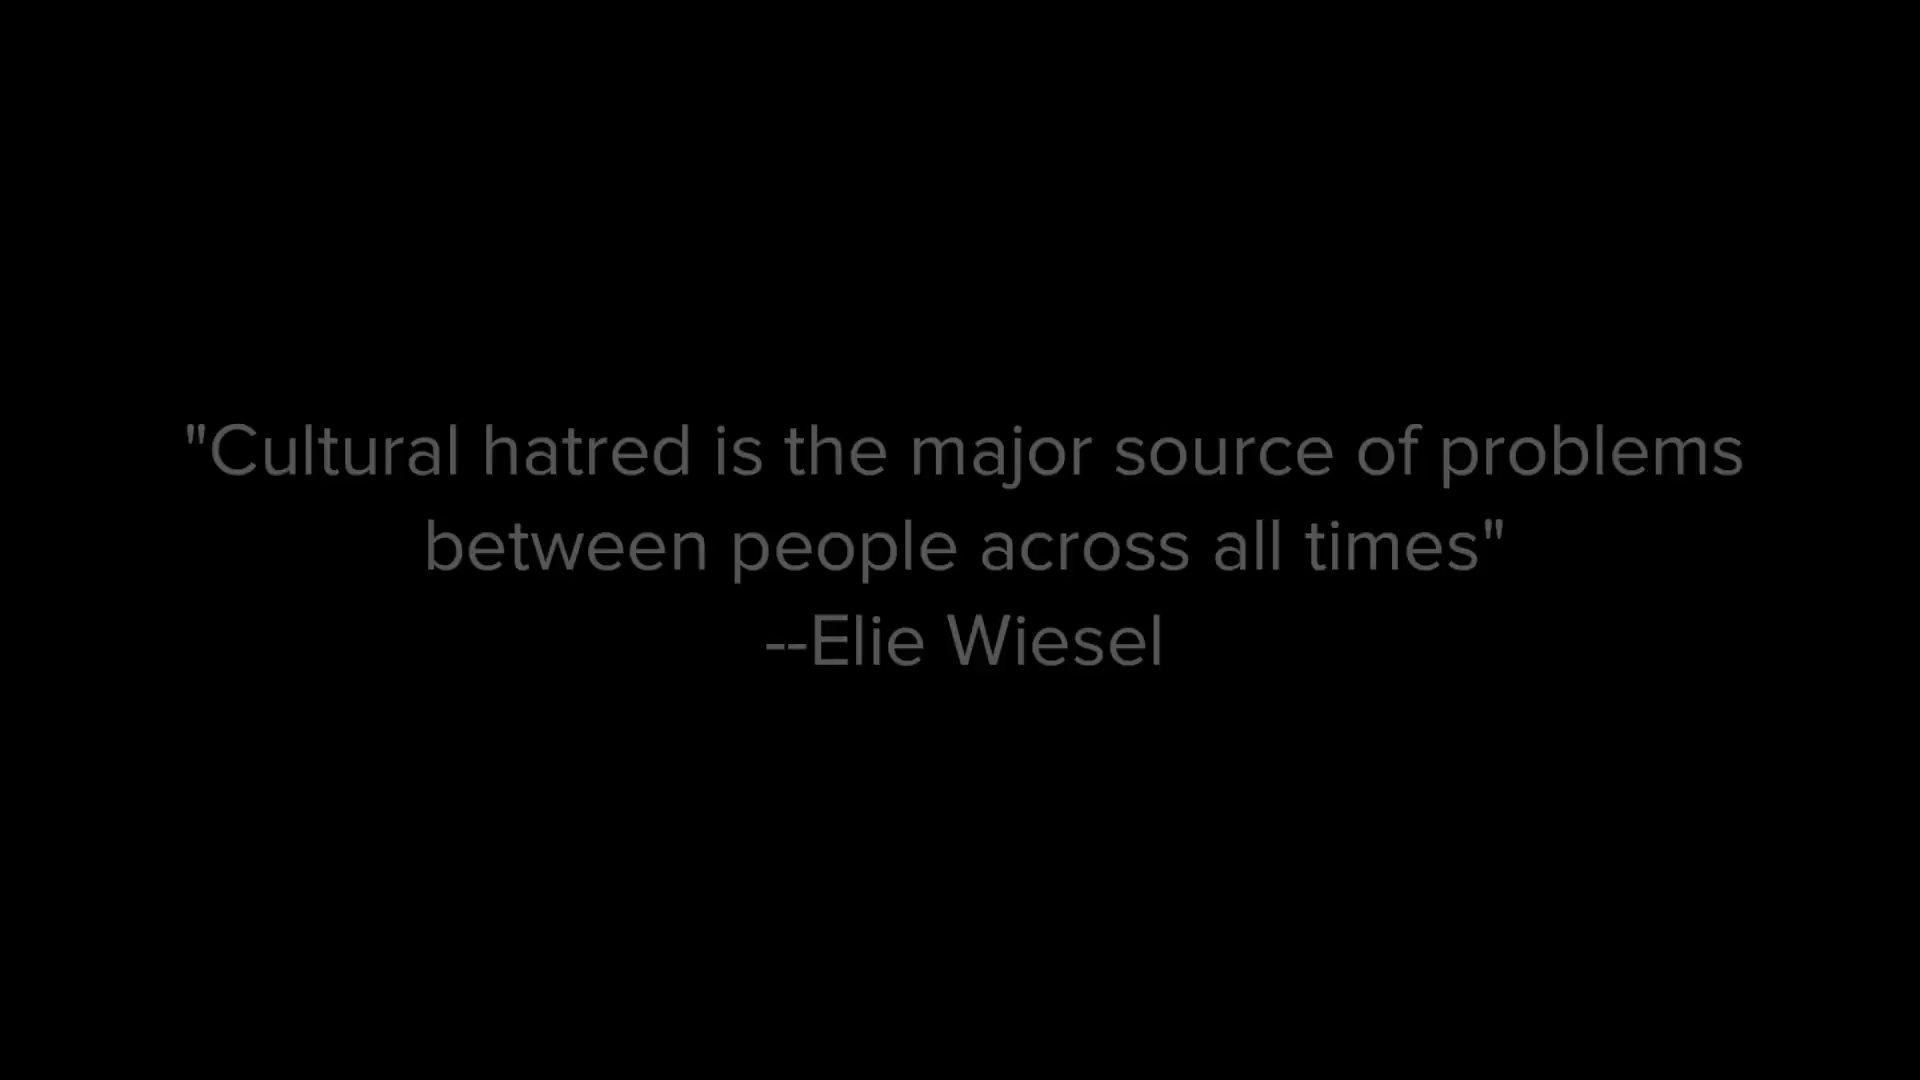 "Cultural hatred is the major source of problems
between people across all times"
--Elie Wiesel